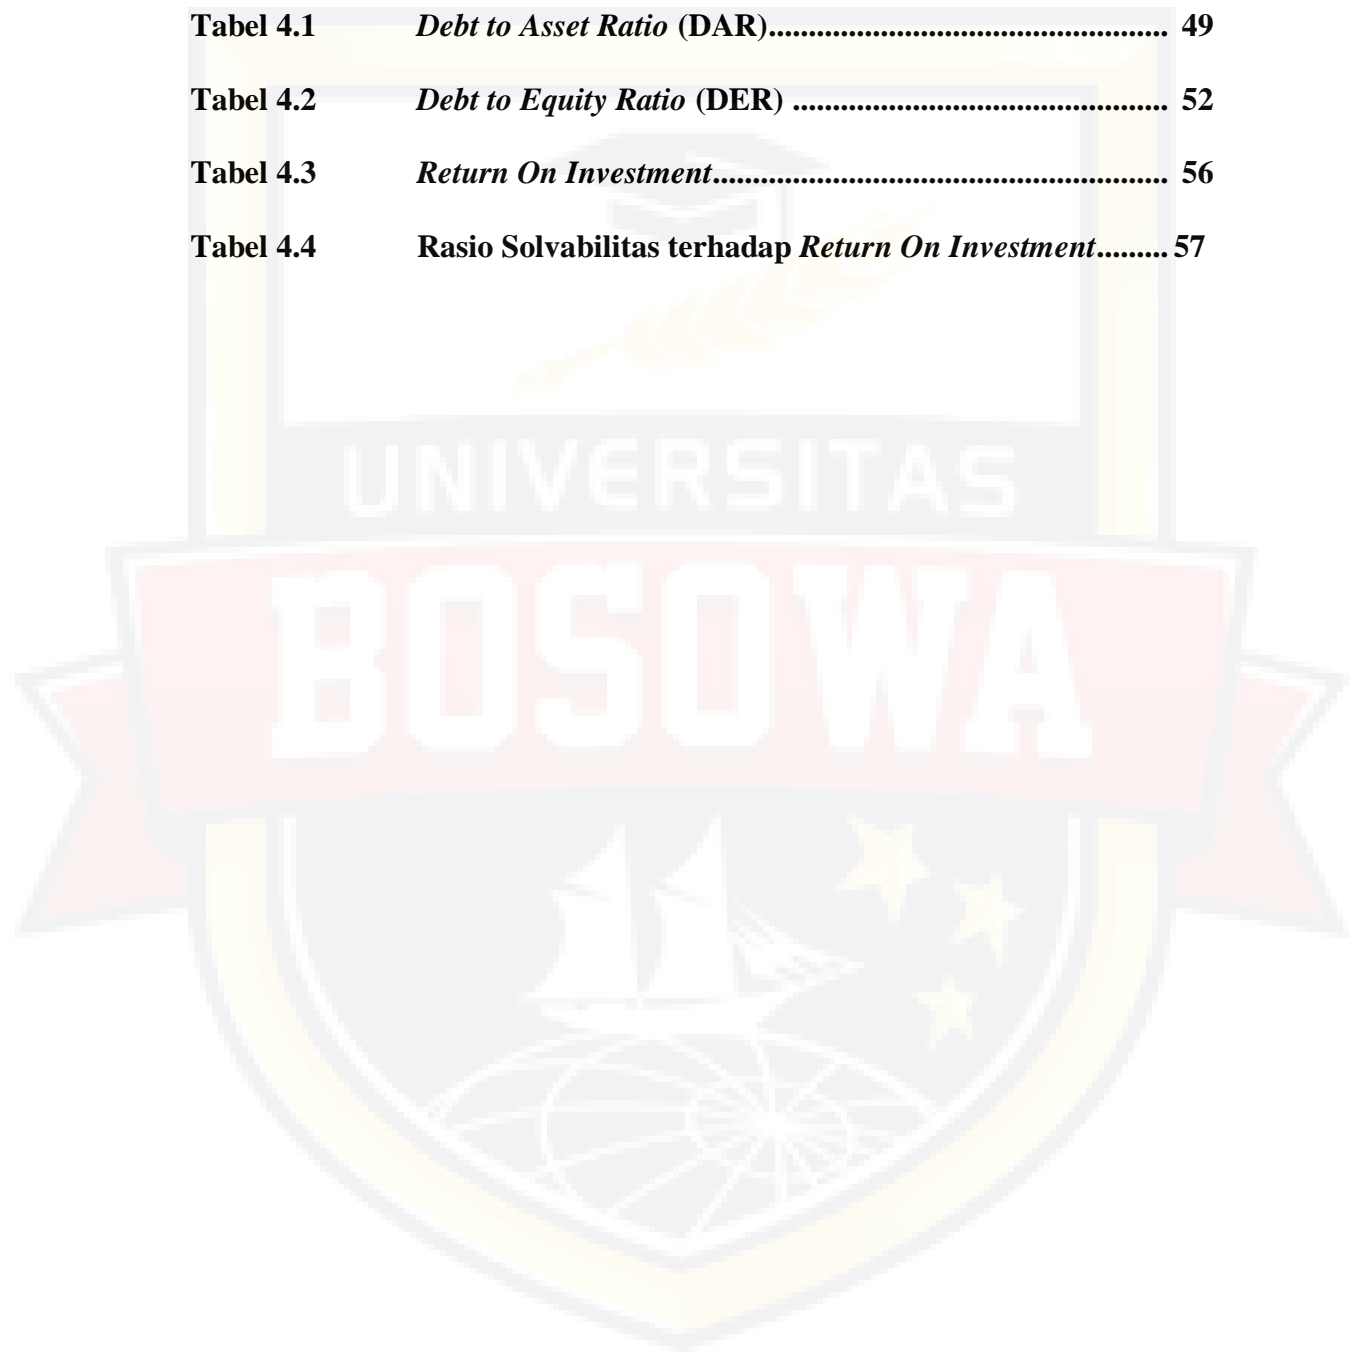 Tabel 4.1 Debt to Asset Ratio (DAR)................................................. 49
Tabel 4.2 Debt to Equity Ratio (DER) .............................................. 52
Tabel 4.3 Return On Investment........................................................ 56
Tabel 4.4 Rasio Solvabilitas terhadap Return On Investment......... 57
UNIVERSITAS
BOSOWA